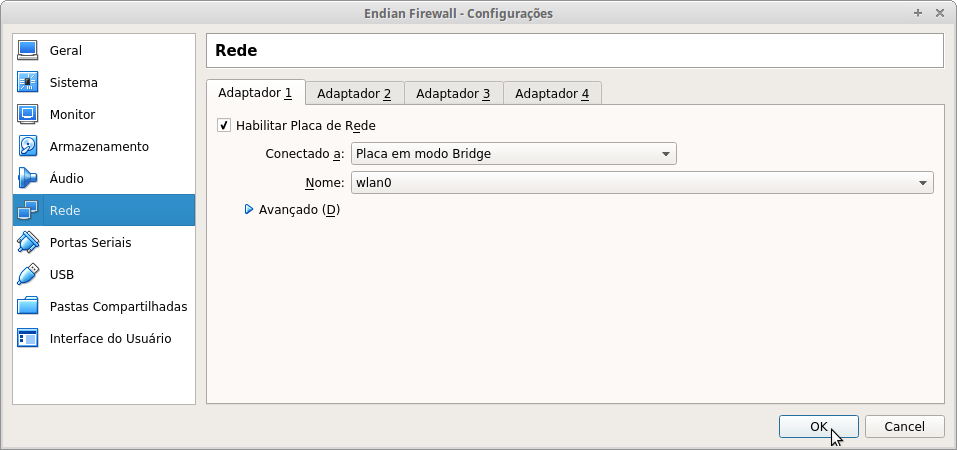 Endian Firewall - Configurações
Geral
Sistema
Monitor
Armazenamento
Áudio
Rede
Portas Seriais
USB
Pastas Compartilhadas
Interface do Usuário
Rede
Adaptador 1 Adaptador 2 Adaptador 3 Adaptador 4
Habilitar Placa de Rede
Conectado a: Placa em modo Bridge
Nome: wlan0
Avançado (D)
OK Cancel